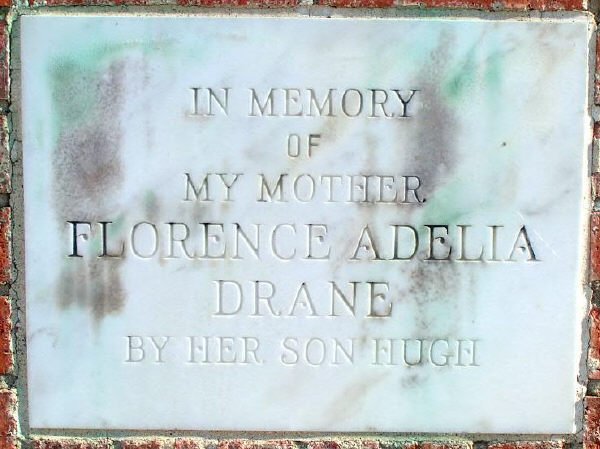 IN MEMORY
OF
MY MOTHER
FLORENCE ADELIA
DRANE
BY HER SON HUGH